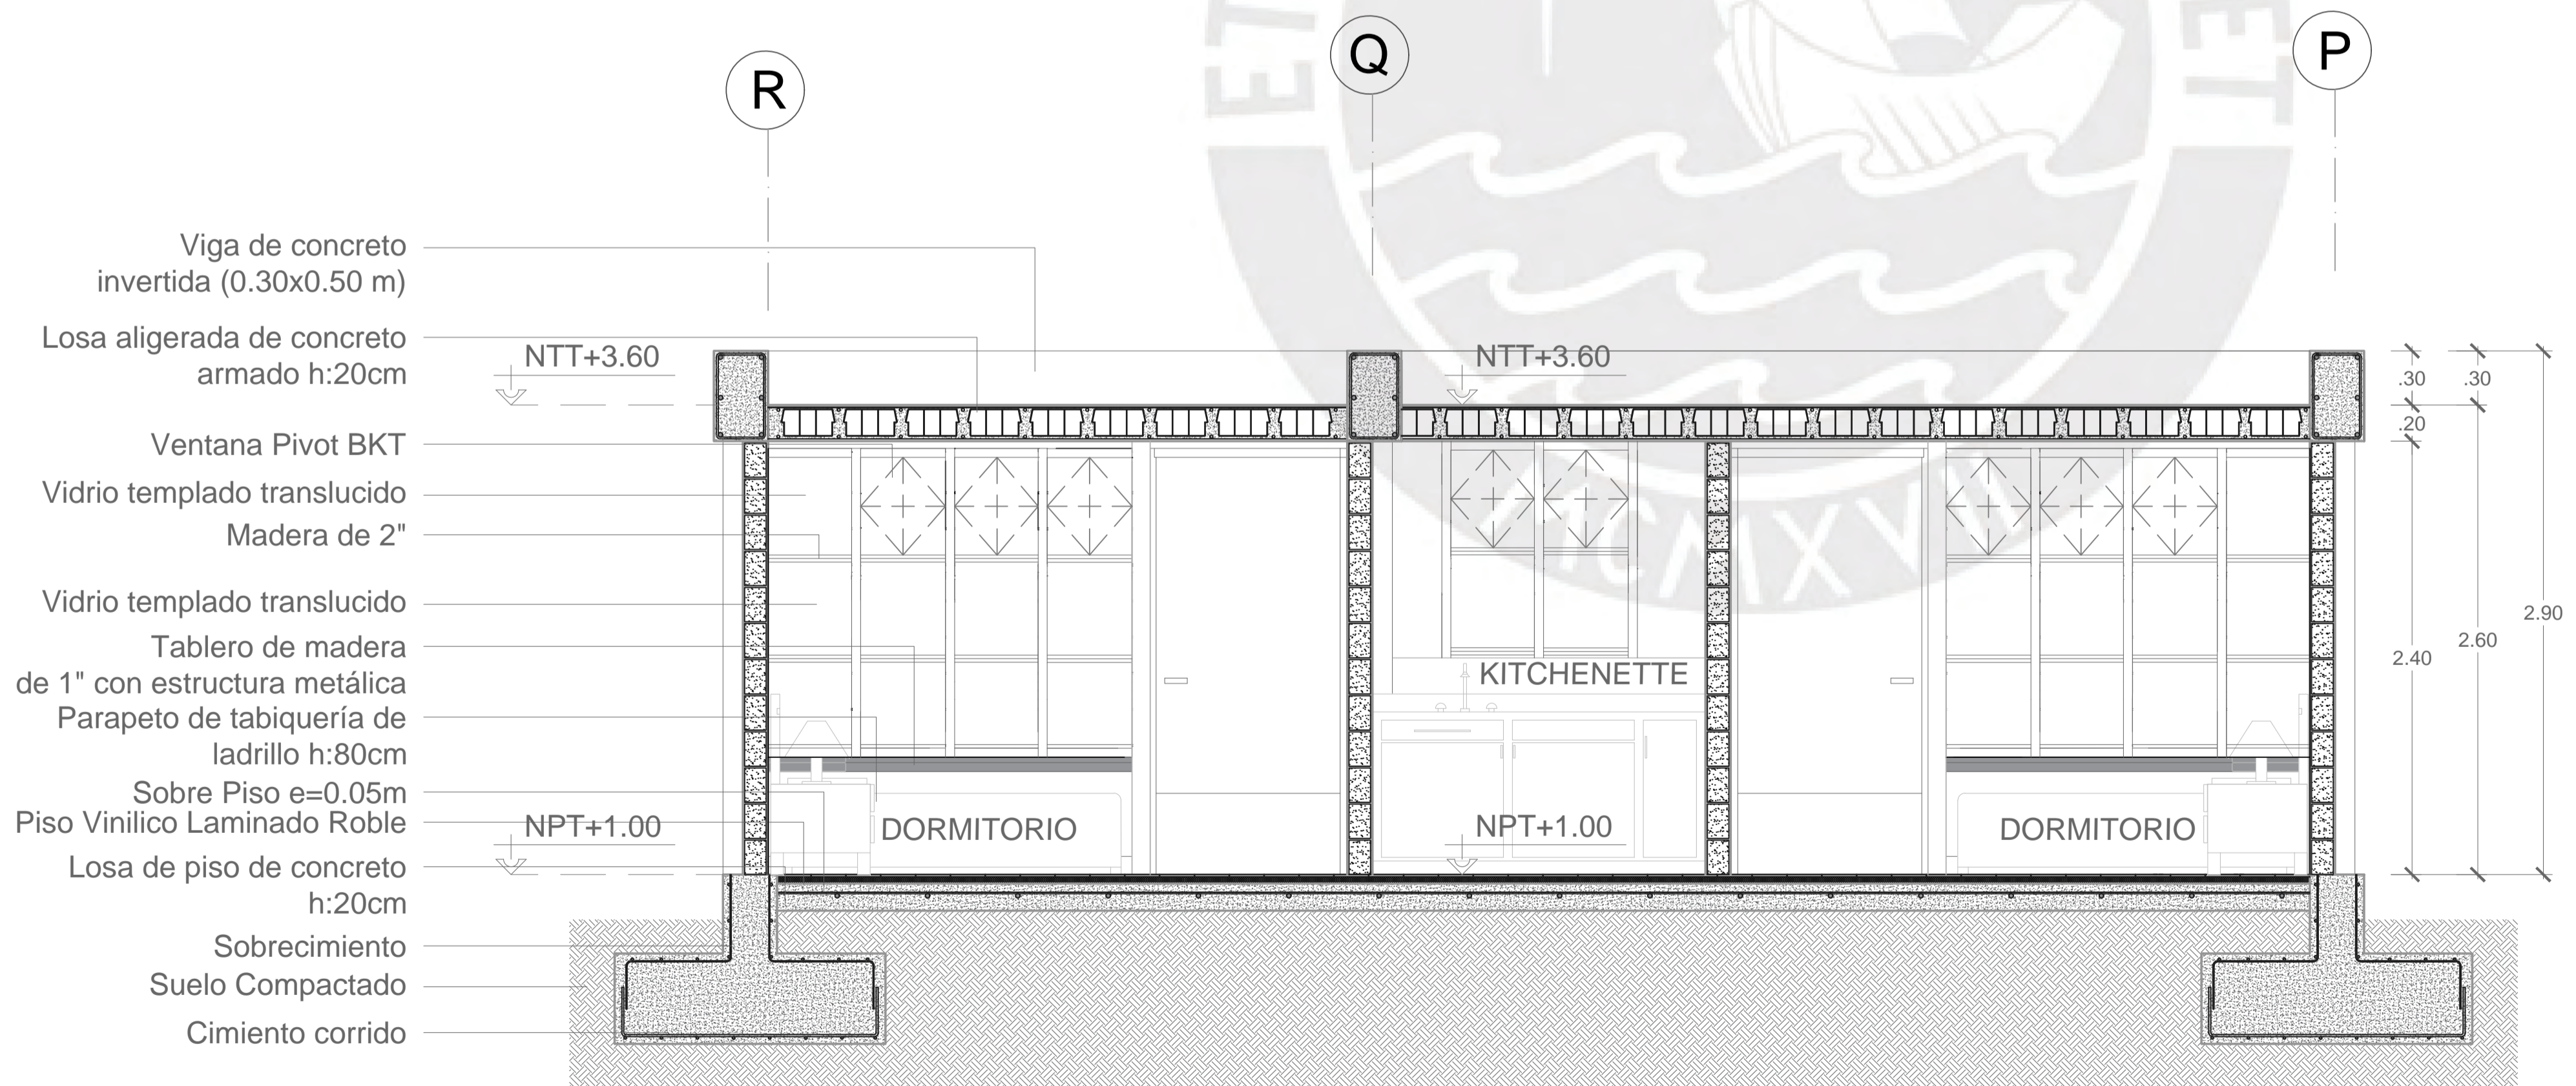 R
Q
P
ET
ET
MCMXVII
Viga de concreto
invertida (0.30x0.50 m)
Losa aligerada de concreto
armado h:20cm
Ventana Pivot BKT
Vidrio templado translucido
Madera de 2"
Vidrio templado translucido
Tablero de madera
de 1" con estructura metálica
Parapeto de tabiquería de
ladrillo h:80cm
Sobre Piso e=0.05m
Piso Vinilico Laminado Roble
Losa de piso de concreto
h:20cm
Sobrecimiento
Suelo Compactado
Cimiento corrido
NTT+3.60
NTT+3.60
KITCHENETTE
NPT+1.00
DORMITORIO
NPT+1.00
DORMITORIO
.30
.30
.20
2.40
2.60
2.90